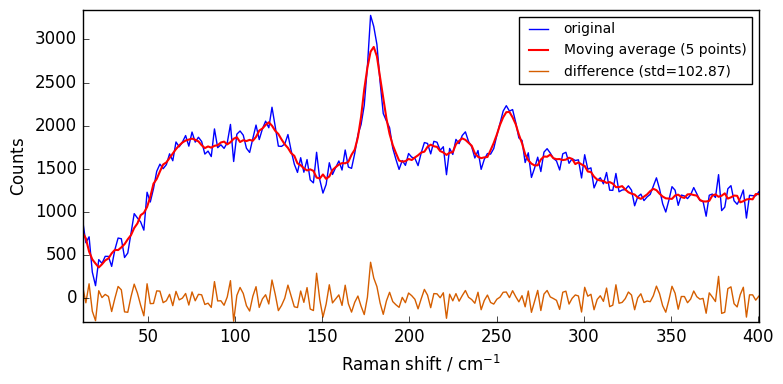 original
Moving average (5 points)
difference (std=102.87)
Counts
3000
2500
2000
1500
1000
500
0
50 100 150 200 250 300 350 400
Raman shift / cm⁻¹